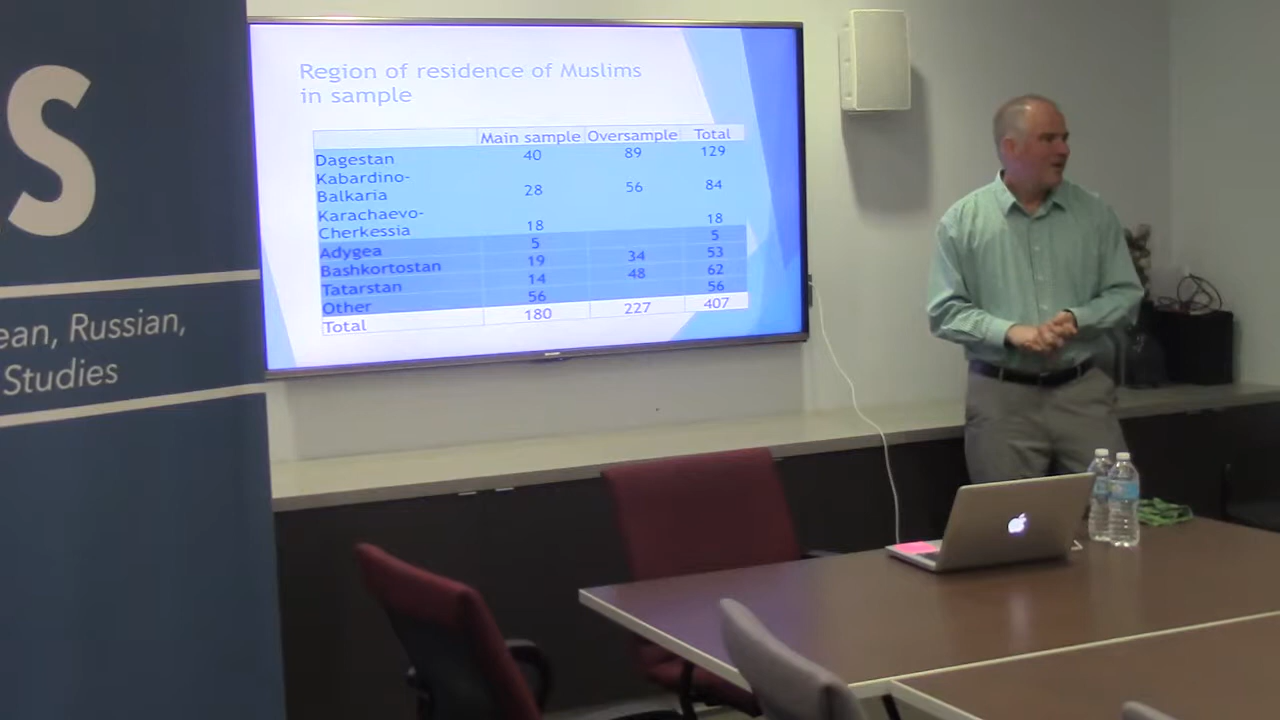 S
ean, Russian,
Studies
Region of residence of Muslims
in sample
Main sample Oversample Total
Dagestan 40 89 129
Kabardino-
Balkaria 28 56 84
Karachaevo-
Cherkessia 18 18
Adygea 5 5
Bashkortostan 19 34 53
Tatarstan 14 48 62
Other 56 56
Total 180 227 407